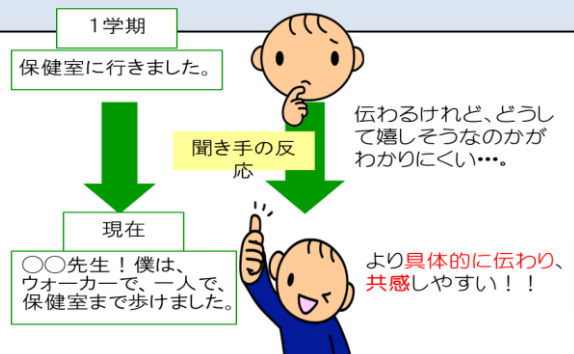 1学期
保健室に行きました。
伝わるけれど、どうし
て嬉しそうなのかが
わかりにくい・・・。
聞き手の反
応
現在
○○先生！僕は、
ウォーカーで、一人で、
保健室まで歩けました。
より具体的に伝わり、
共感しやすい！！